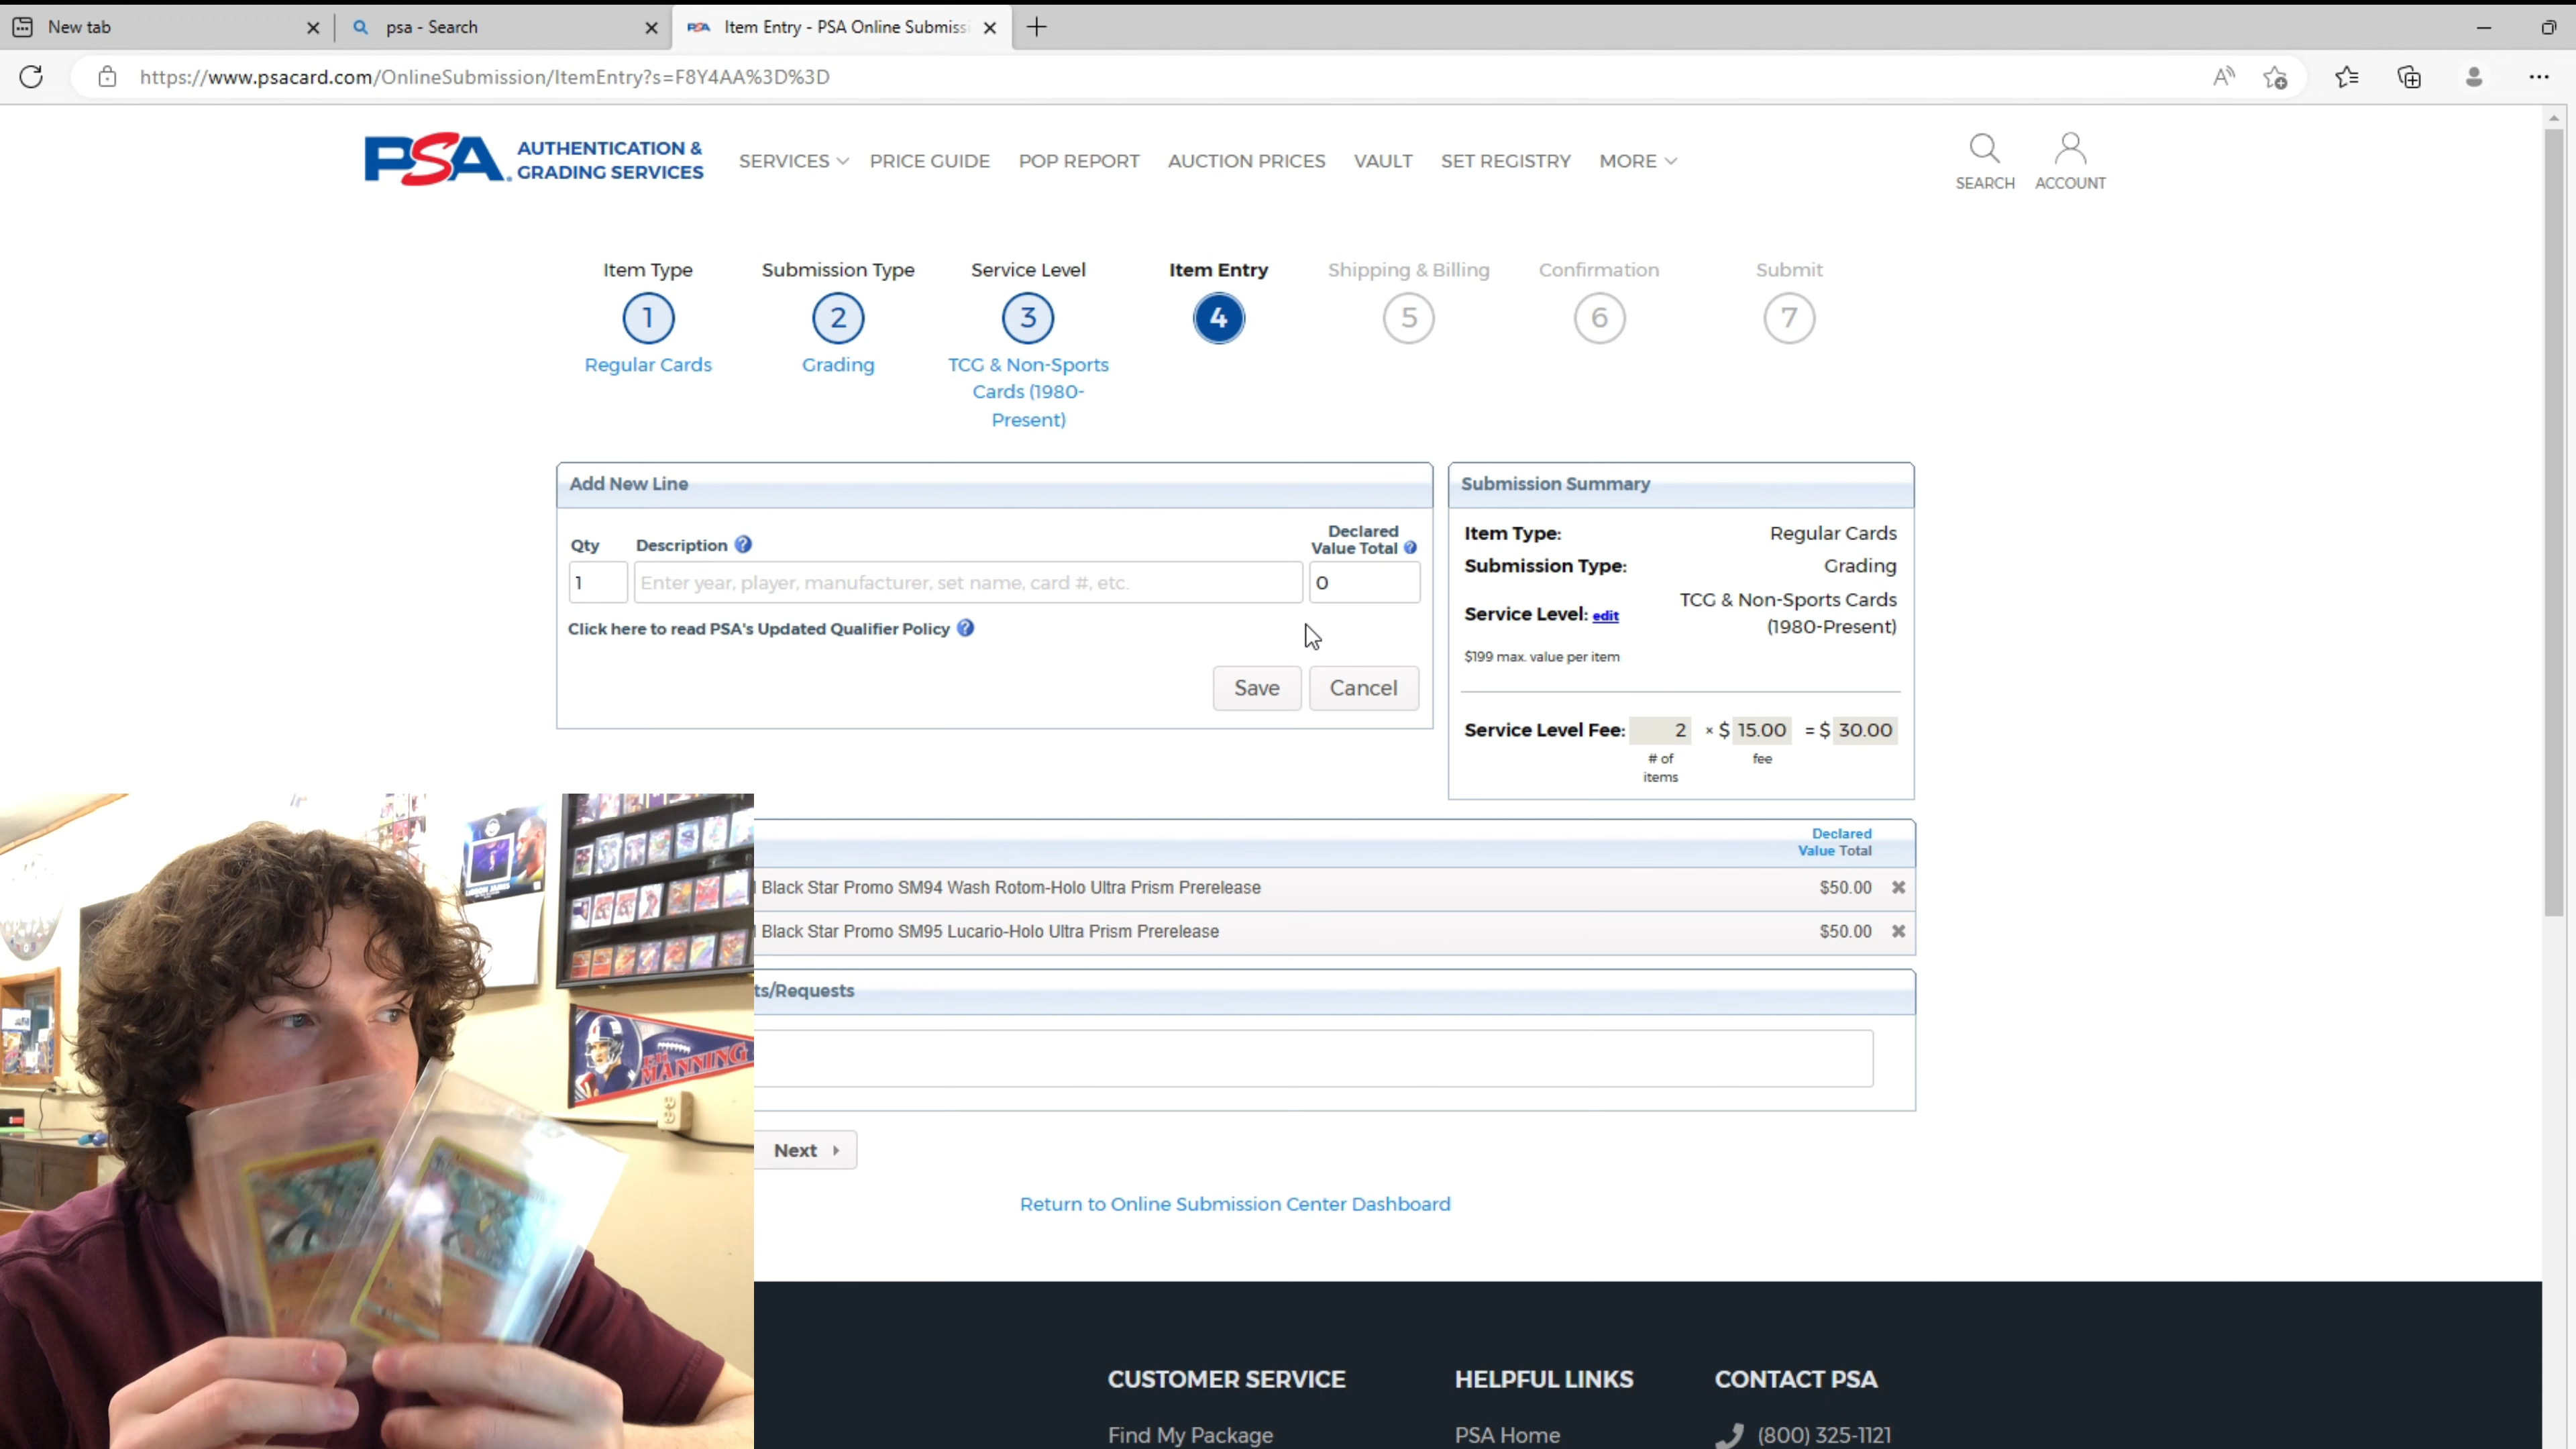 New tab
psa - Search
Item Entry - PSA Online Submissi
https://www.psacard.com/OnlineSubmission/ItemEntry?s=F8Y4AA%3D%3D
PSA AUTHENTICATION & GRADING SERVICES
SERVICES PRICE GUIDE POP REPORT AUCTION PRICES VAULT SET REGISTRY MORE
SEARCH ACCOUNT
Item Type Submission Type Service Level Item Entry Shipping & Billing Confirmation Submit
1 2 3 4 5 6 7
Regular Cards Grading TCG & Non-Sports
Cards (1980-
Present)
Add New Line
Qty Description ? Declared
Value Total ?
1 Enter year, player, manufacturer, set name, card #, etc. 0
Click here to read PSA's Updated Qualifier Policy ?
Save Cancel
Submission Summary
Item Type: Regular Cards
Submission Type: Grading
Service Level: edit TCG & Non-Sports Cards
(1980-Present)
$199 max. value per item
Service Level Fee: 2 × $ 15.00 = $ 30.00
# of fee
items
Declared
Value Total
Black Star Promo SM94 Wash Rotom-Holo Ultra Prism Prerelease $50.00
Black Star Promo SM95 Lucario-Holo Ultra Prism Prerelease $50.00
ts/Requests
Next
Return to Online Submission Center Dashboard
CUSTOMER SERVICE HELPFUL LINKS CONTACT PSA
Find My Package PSA Home (800) 325-1121
MANNING